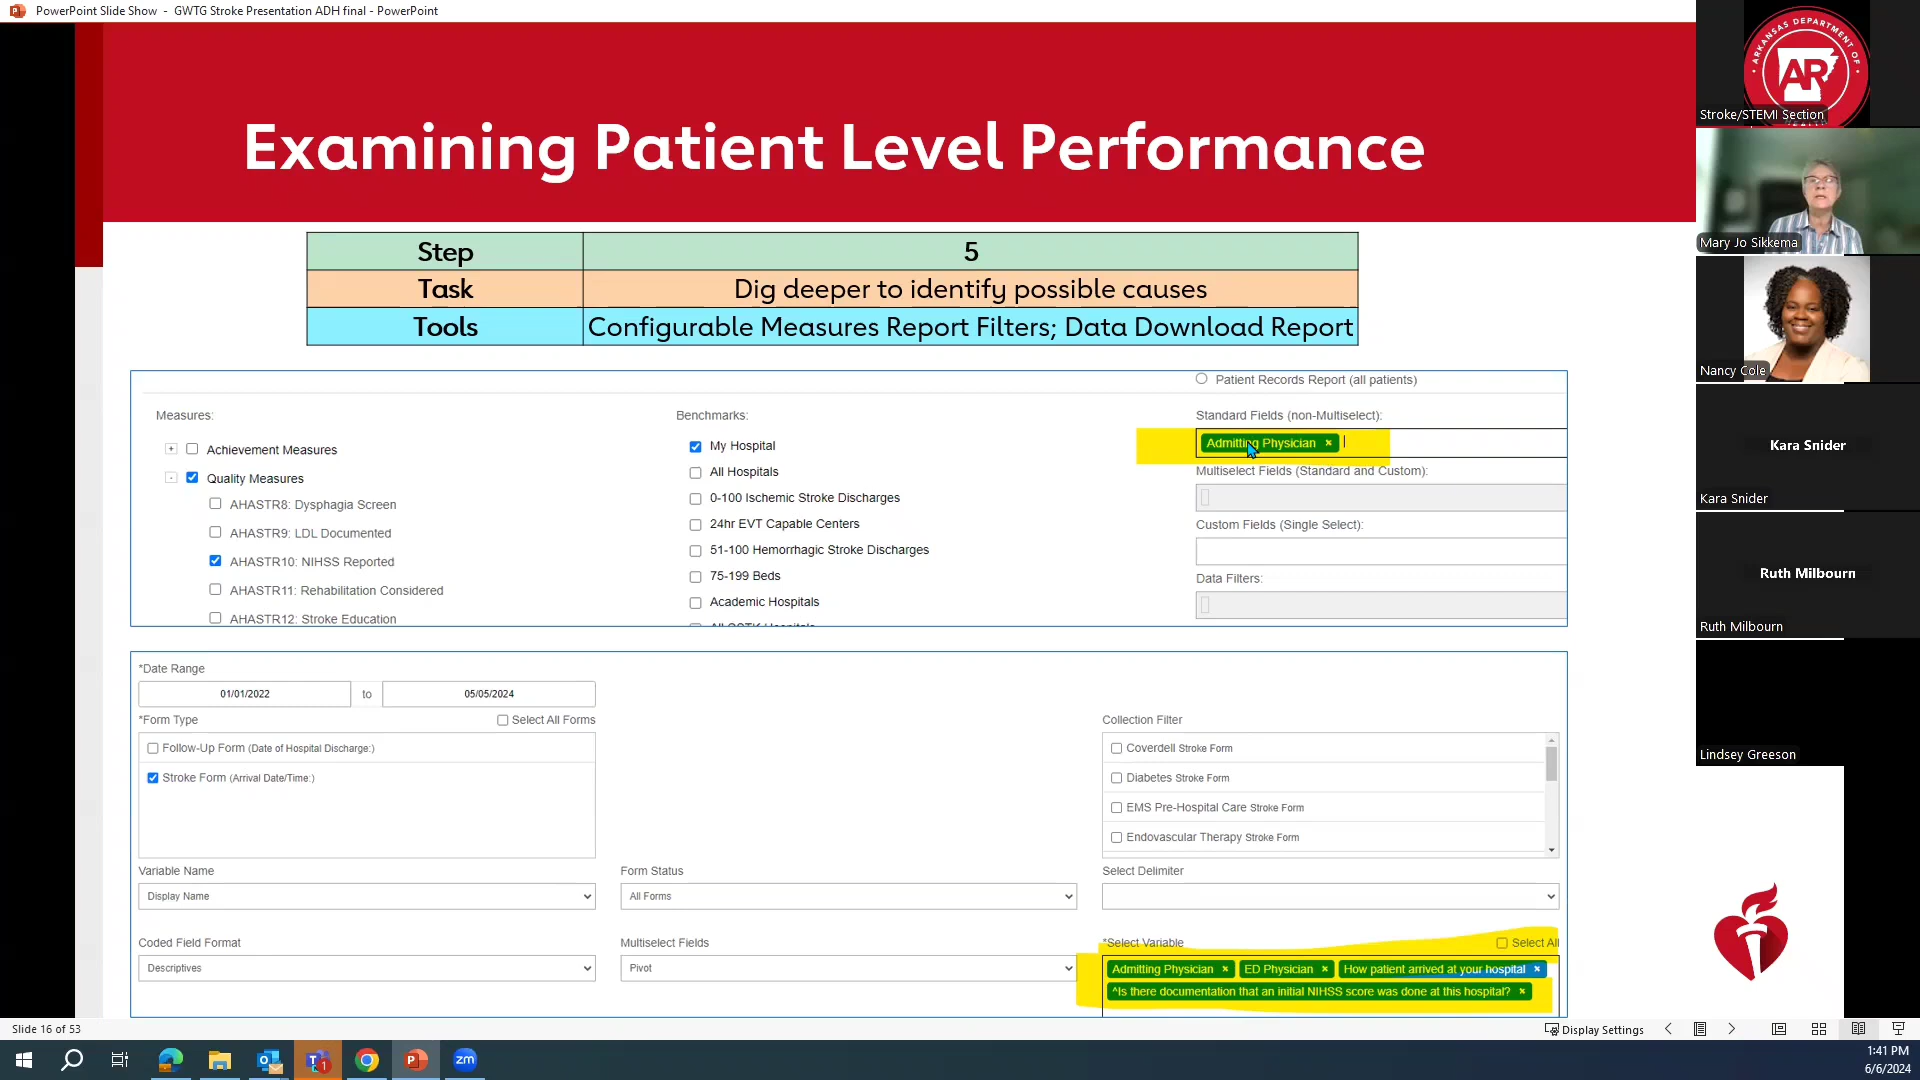 PowerPoint Slide Show - GWTG Stroke Presentation ADH final - PowerPoint
Examining Patient Level Performance
Step 5
Task Dig deeper to identify possible causes
Tools Configurable Measures Report Filters; Data Download Report
Patient Records Report (all patients)
Measures:
+ Achievement Measures
- Quality Measures
AHASTR8: Dysphagia Screen
AHASTR9: LDL Documented
AHASTR10: NIHSS Reported
AHASTR11: Rehabilitation Considered
AHASTR12: Stroke Education
Benchmarks:
My Hospital
All Hospitals
0-100 Ischemic Stroke Discharges
24hr EVT Capable Centers
51-100 Hemorrhagic Stroke Discharges
75-199 Beds
Academic Hospitals
Standard Fields (non-Multiselect):
Admitting Physician ×
Multiselect Fields (Standard and Custom):
Custom Fields (Single Select):
Data Filters:
*Date Range
01/01/2022 to 05/05/2024
*Form Type Select All Forms
Follow-Up Form (Date of Hospital Discharge:)
Stroke Form (Arrival Date/Time:)
Collection Filter
Coverdell Stroke Form
Diabetes Stroke Form
EMS Pre-Hospital Care Stroke Form
Endovascular Therapy Stroke Form
Variable Name
Display Name
Form Status
All Forms
Select Delimiter
Coded Field Format
Descriptives
Multiselect Fields
Pivot
*Select Variable Select All
Admitting Physician × ED Physician × How patient arrived at your hospital ×
^Is there documentation that an initial NIHSS score was done at this hospital? ×
ARKANSAS DEPARTMENT OF
AR
Stroke/STEMI Section
Mary Jo Sikkema
Nancy Cole
Kara Snider
Kara Snider
Ruth Milbourn
Ruth Milbourn
Lindsey Greeson
Slide 16 of 53
Display Settings
1
zm
1:41 PM
6/6/2024